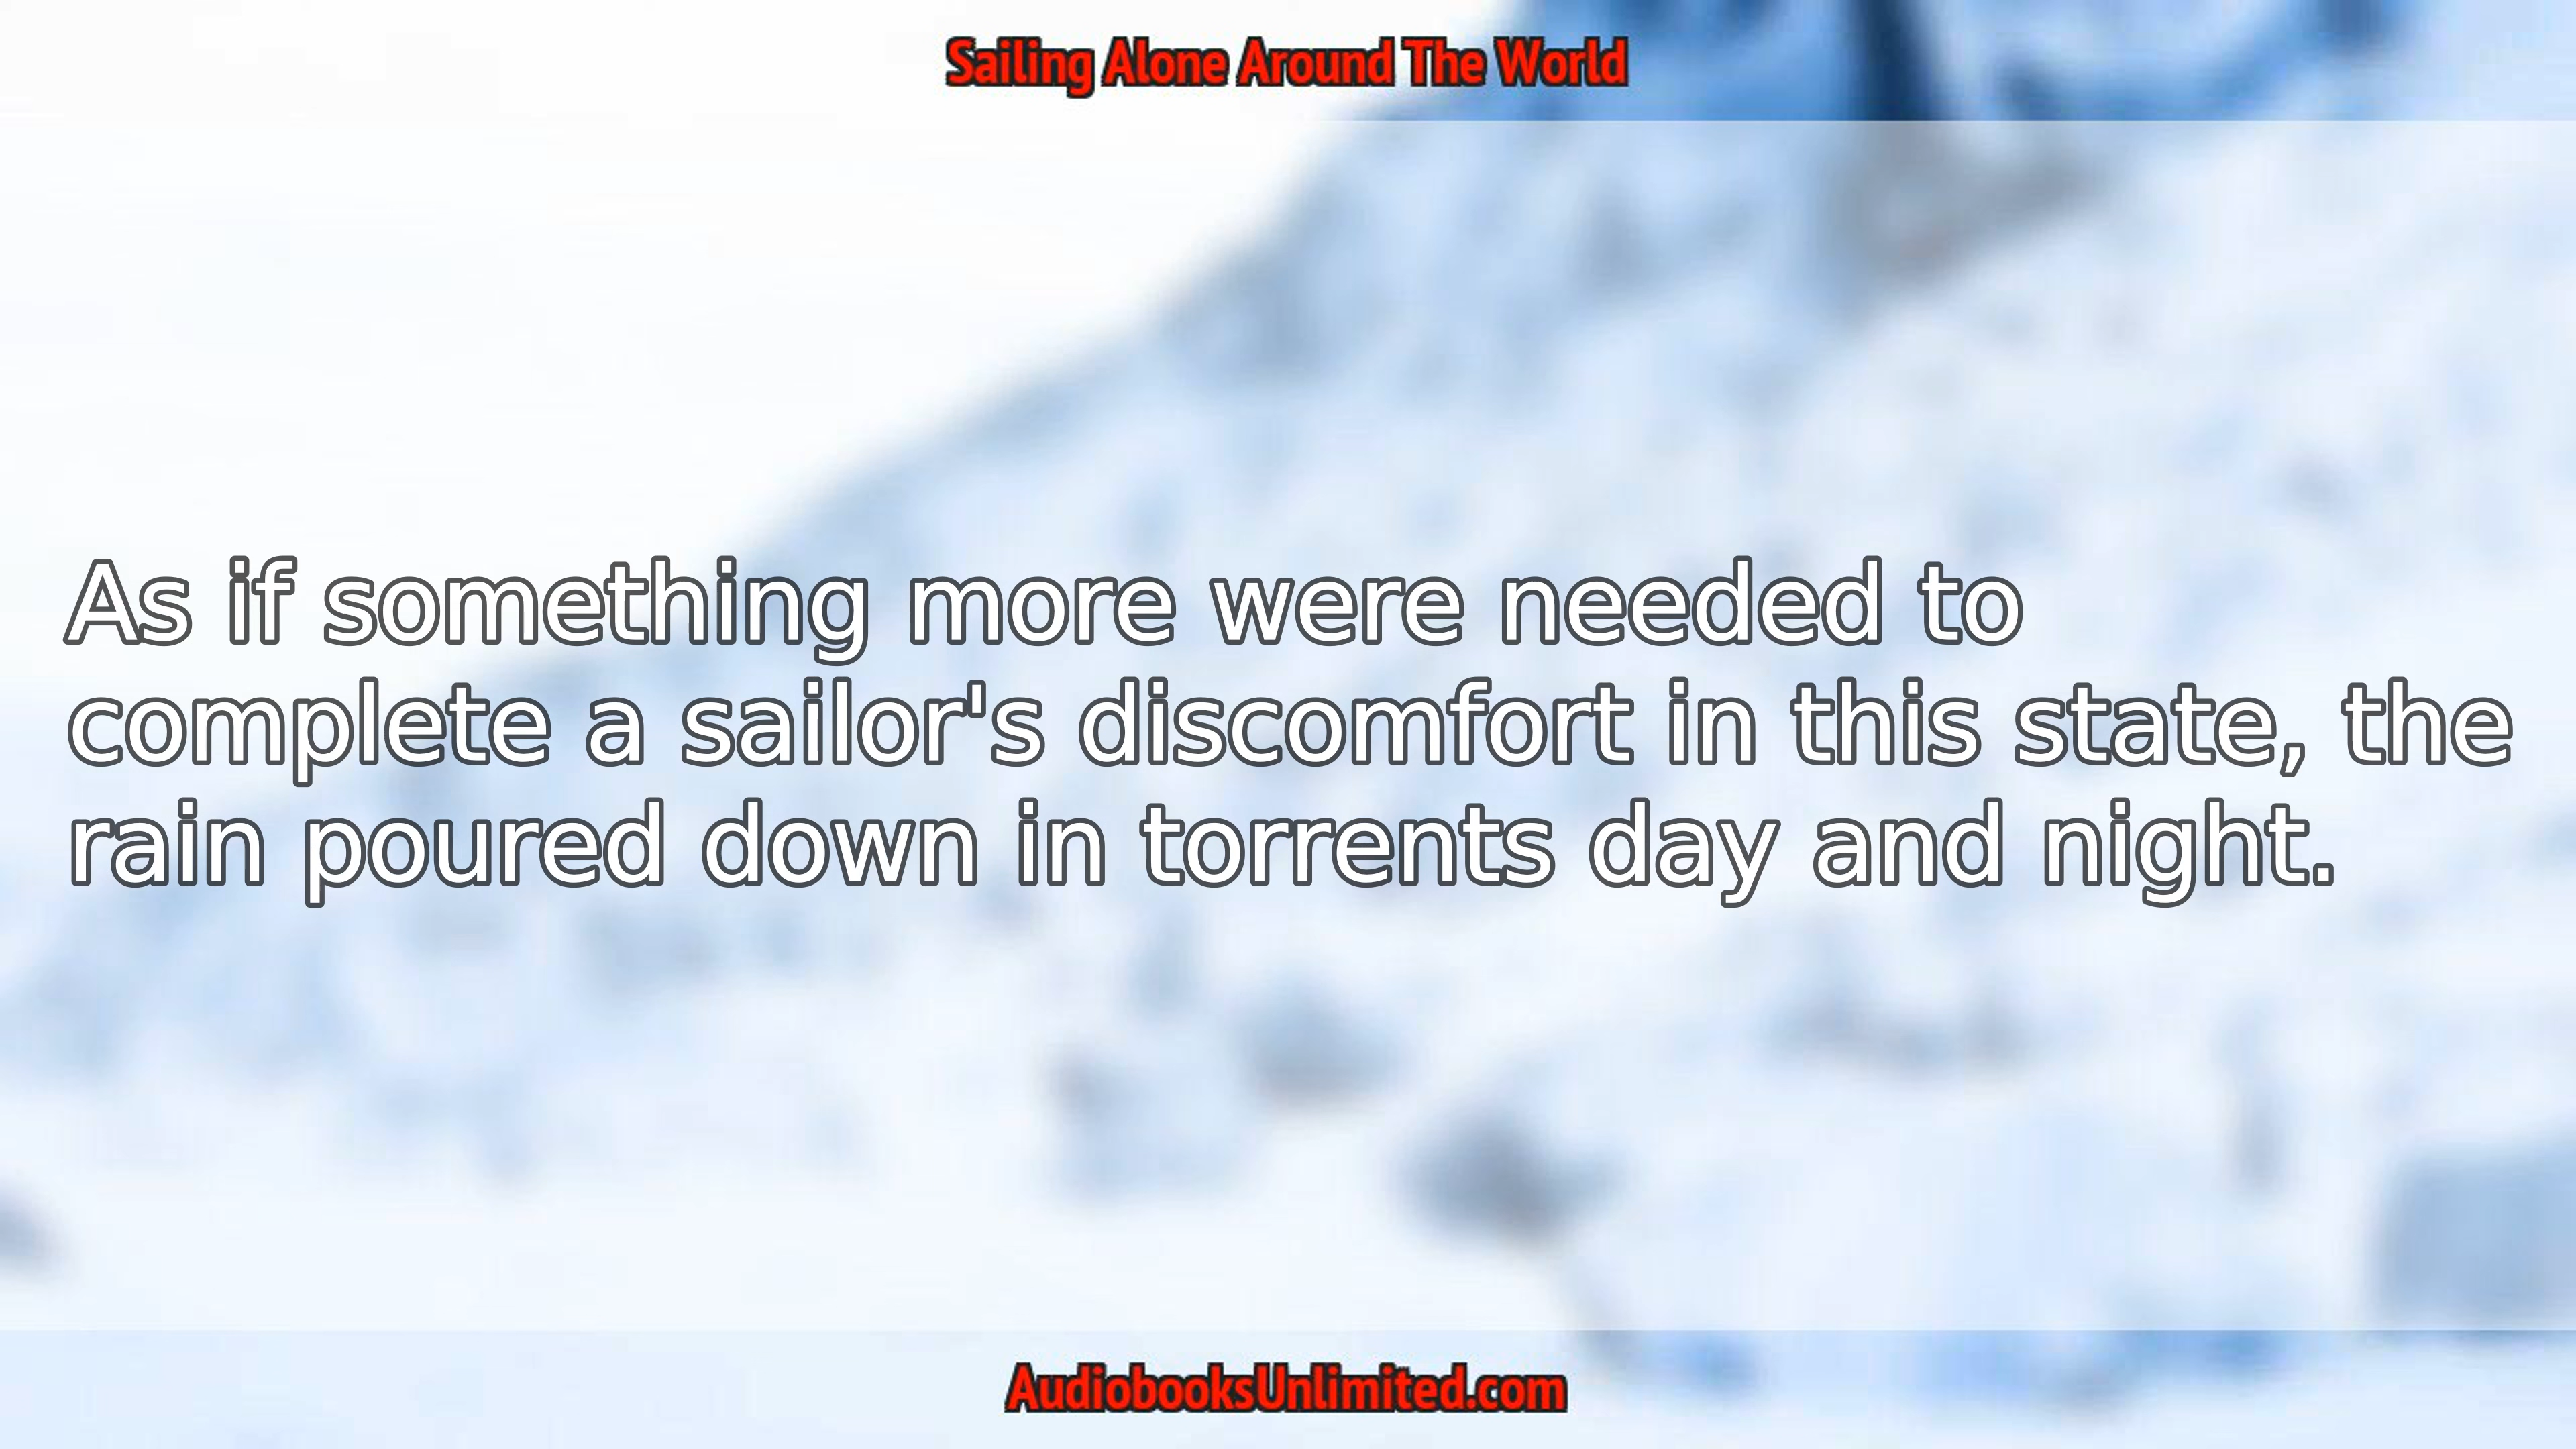 Sailing Alone Around The World
As if something more were needed to
complete a sailor's discomfort in this state, the
rain poured down in torrents day and night.
AudiobooksUnlimited.com